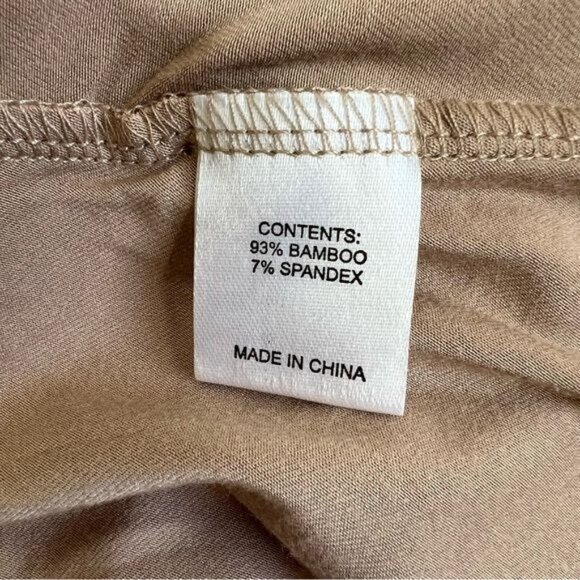 CONTENTS:
93% BAMBOO
7% SPANDEX
MADE IN CHINA